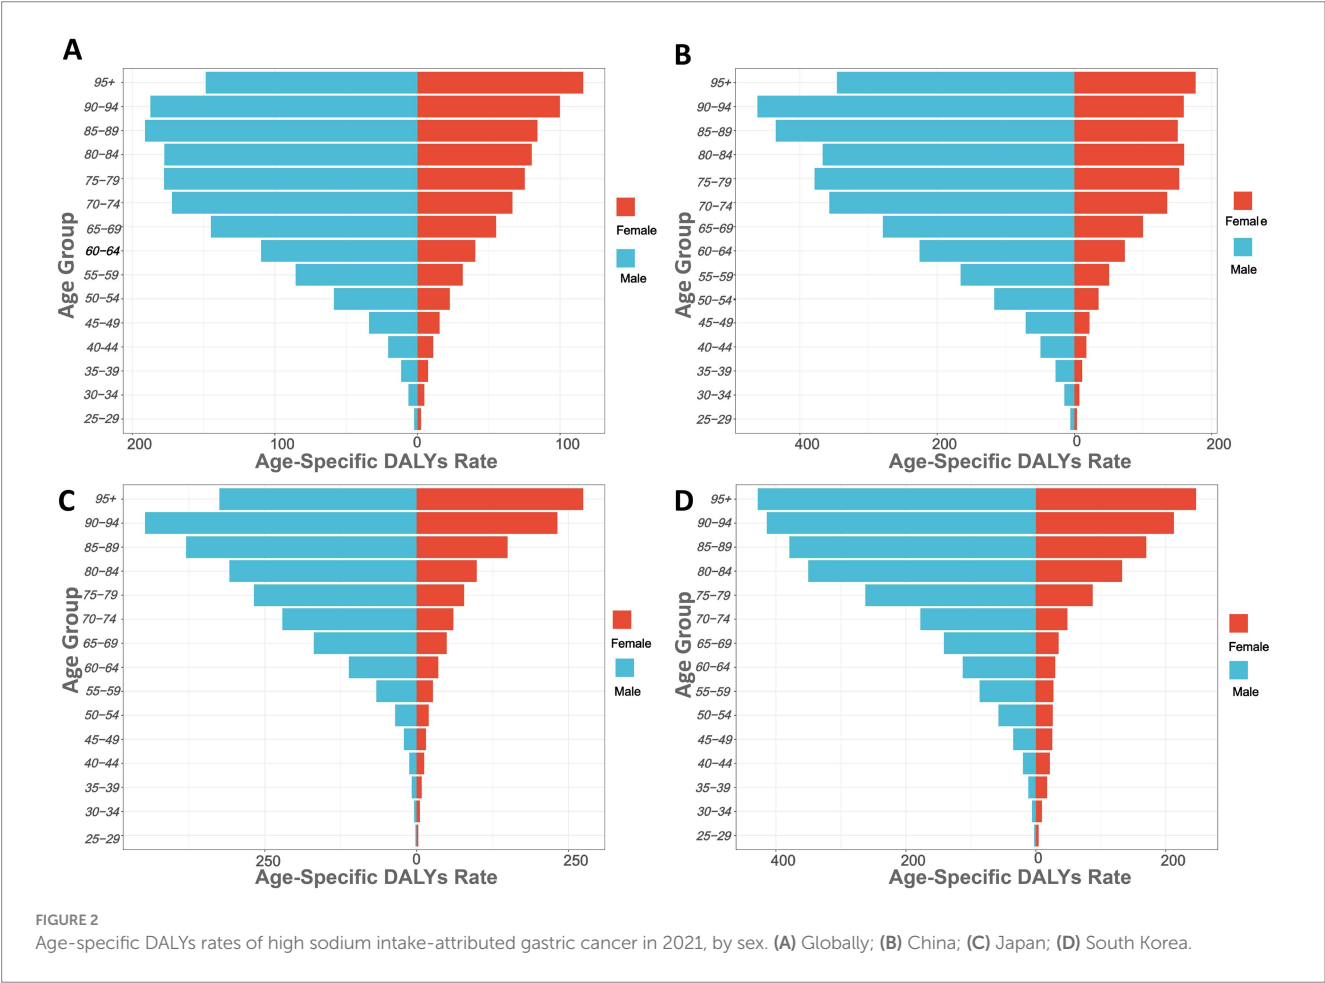 A
95+
90–94
85–89
80–84
75–79
70–74
65–69
60–64
55–59
50–54
45–49
40–44
35–39
30–34
25–29
Age Group
200 100 0 100
Age-Specific DALYs Rate
Female
Male
B
95+
90–94
85–89
80–84
75–79
70–74
65–69
60–64
55–59
50–54
45–49
40–44
35–39
30–34
25–29
Age Group
400 200 0 200
Age-Specific DALYs Rate
Female
Male
C
95+
90–94
85–89
80–84
75–79
70–74
65–69
60–64
55–59
50–54
45–49
40–44
35–39
30–34
25–29
Age Group
250 0 250
Age-Specific DALYs Rate
Female
Male
D
95+
90–94
85–89
80–84
75–79
70–74
65–69
60–64
55–59
50–54
45–49
40–44
35–39
30–34
25–29
Age Group
400 200 0 200
Age-Specific DALYs Rate
Female
Male
FIGURE 2
Age-specific DALYs rates of high sodium intake-attributed gastric cancer in 2021, by sex. (A) Globally; (B) China; (C) Japan; (D) South Korea.